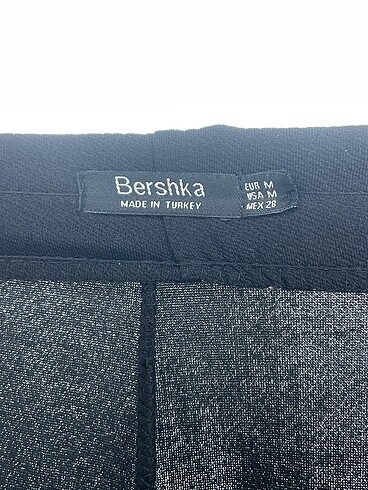 Bershka
MADE IN TURKEY
EUR M
USA M
MEX 28